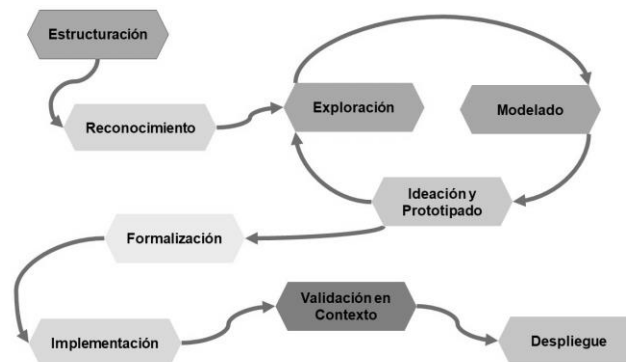 Estructuración
Reconocimiento
Exploración
Modelado
Ideación y
Prototipado
Formalización
Implementación
Validación en
Contexto
Despliegue